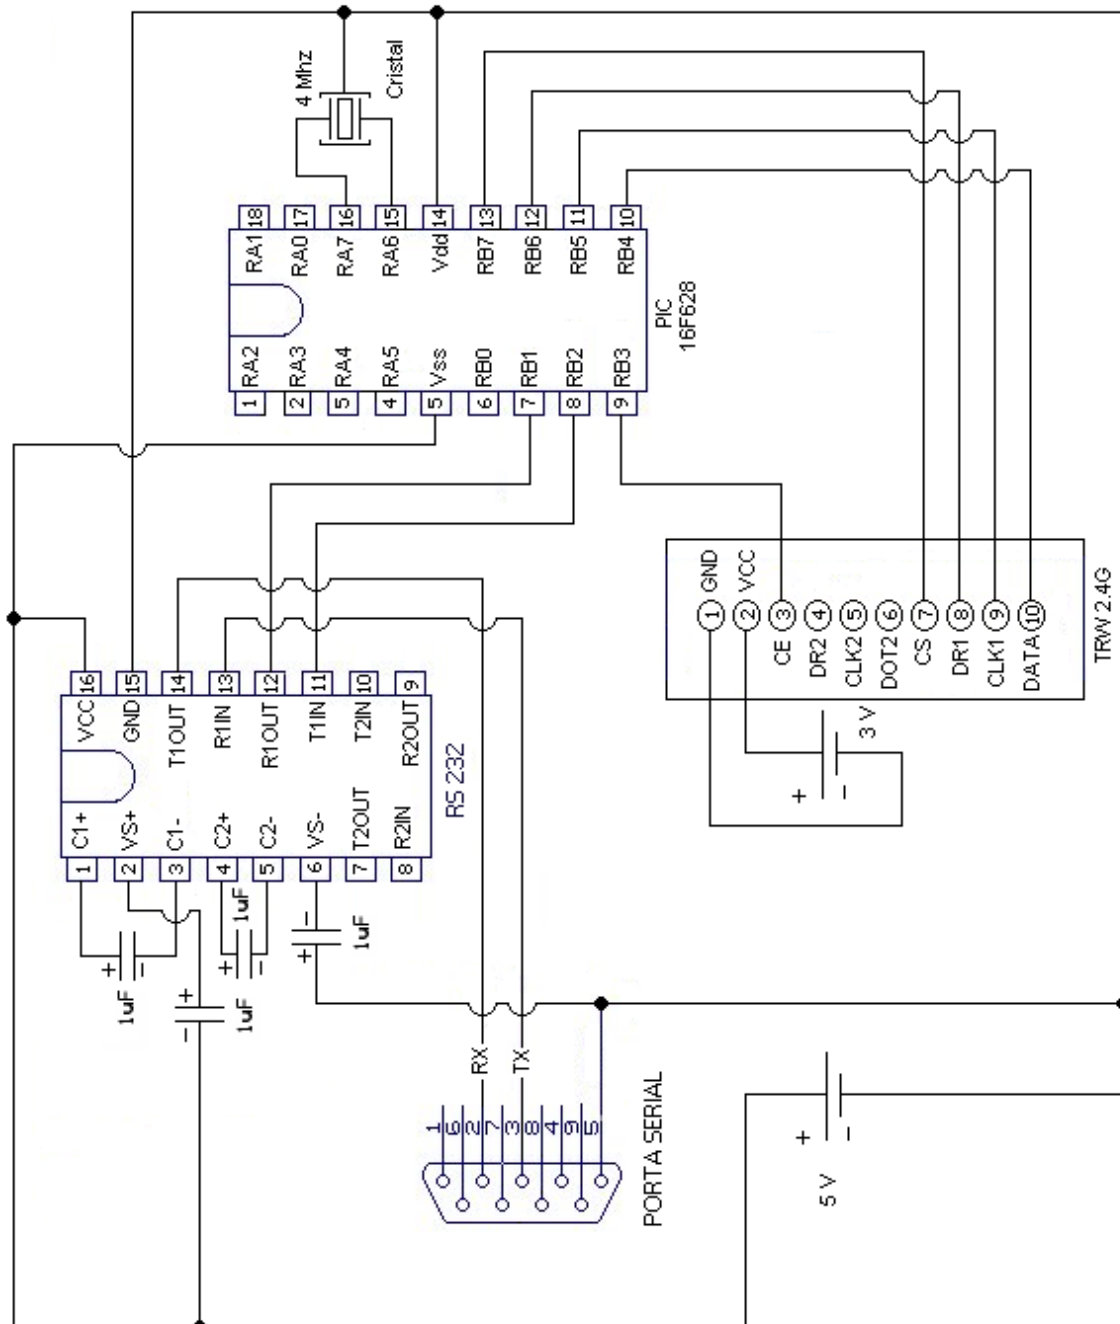 4 Mhz
Cristal
18 17 16 15 14 13 12 11 10
RA1 RA0 RA7 RA6 Vdd RB7 RB6 RB5 RB4
PIC
16F628
RA2 RA3 RA4 RA5 Vss RB0 RB1 RB2 RB3
1 2 5 4 5 6 7 8 9
GND
VCC
1 2 3 4 5 6 7 8 9 10
CE
DR2
CLK2
DOT2
CS
DR1
CLK1
DATA
TRW 2.4G
+
-
3 V
16 15 14 13 12 11 10 9
VCC GND T1OUT R1IN R1OUT T1IN T2IN R2OUT
RS 232
C1+ VS+ C1- C2+ C2- VS- T2OUT R2IN
1 2 3 4 5 6 7 8
+ -
1uF
+ -
1uF
+ -
1uF
+ -
1uF
RX
TX
1 6 2 7 3 8 4 9 5
PORTA SERIAL
+
-
5 V